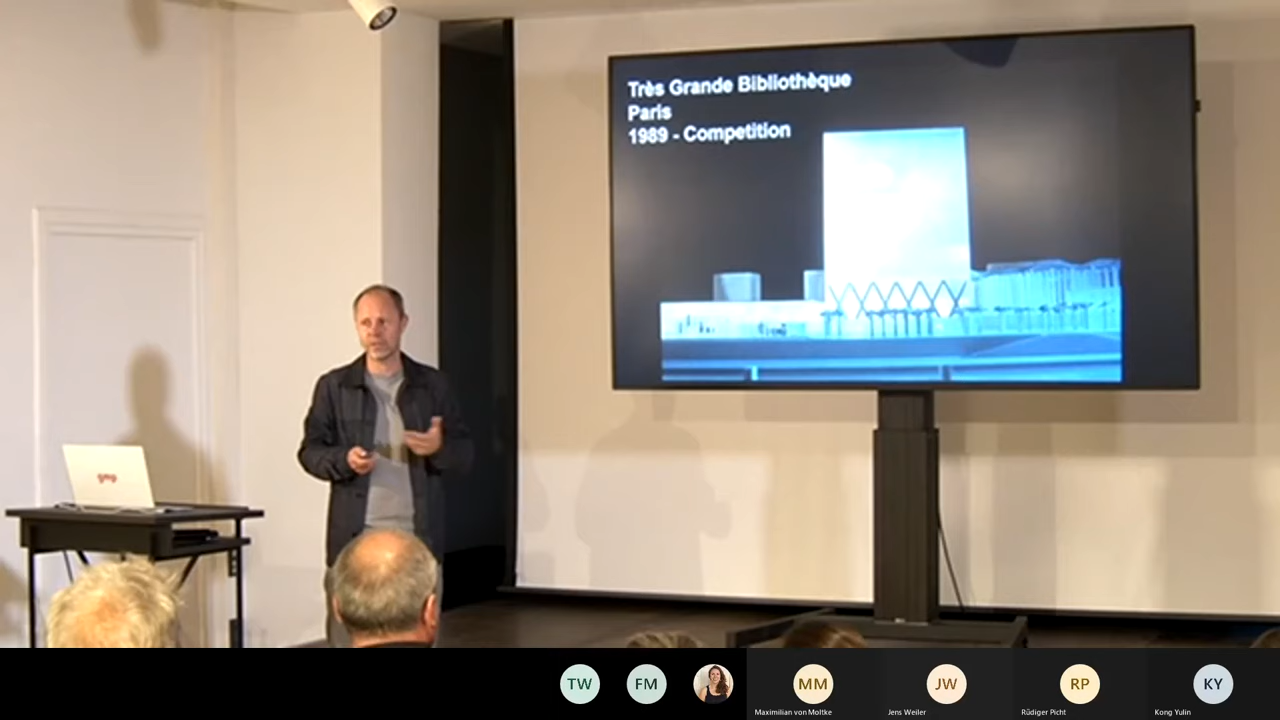 Très Grande Bibliothèque
Paris
1989 - Competition
gmp
TW
FM
MM
JW
RP
KY
Maximilian von Moltke
Jens Weiler
Rüdiger Picht
Kong Yulin